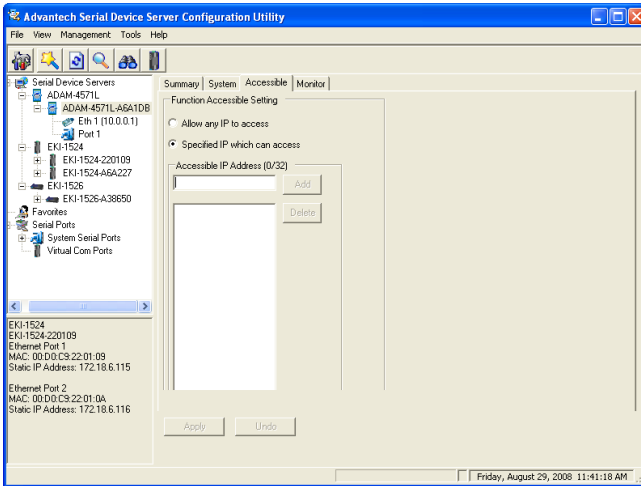 Advantech Serial Device Server Configuration Utility
File View Management Tools Help
Serial Device Servers
ADAM-4571L
ADAM-4571L-A6A1DB
Eth 1 (10.0.0.1)
Port 1
EKI-1524
EKI-1524-220109
EKI-1524-A6A227
EKI-1526
EKI-1526-A38650
Favorites
Serial Ports
System Serial Ports
Virtual Com Ports
EKI-1524
EKI-1524-220109
Ethernet Port 1
MAC: 00:D0:C9:22:01:09
Static IP Address: 172.18.6.115
Ethernet Port 2
MAC: 00:D0:C9:22:01:0A
Static IP Address: 172.18.6.116
Summary System Accessible Monitor
Function Accessible Setting
Allow any IP to access
Specified IP which can access
Accessible IP Address (0/32)
Add
Delete
Apply Undo
Friday, August 29, 2008 11:41:18 AM